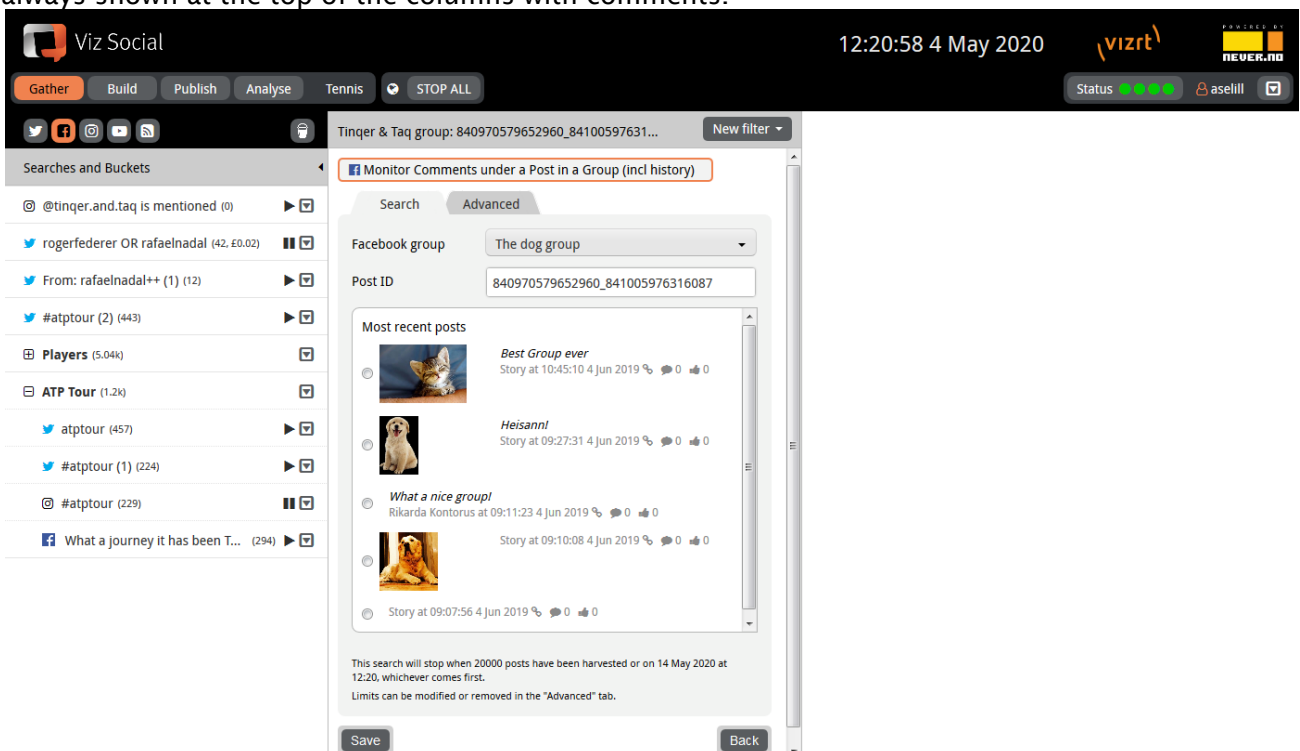 always shown at the top of the columns with comments.
Viz Social
12:20:58 4 May 2020
vizrt
POWERED BY
NEVER.NO
Gather Build Publish Analyse Tennis STOP ALL
Status aselill
Tinqer & Taq group: 840970579652960_84100597631...
New filter
Searches and Buckets
@tinqer.and.taq is mentioned (0)
rogerfederer OR rafaelnadal (42, £0.02)
From: rafaelnadal++ (1) (12)
#atptour (2) (443)
Players (5.04k)
ATP Tour (1.2k)
atptour (457)
#atptour (1) (224)
#atptour (229)
What a journey it has been T... (294)
Monitor Comments under a Post in a Group (incl history)
Search Advanced
Facebook group The dog group
Post ID 840970579652960_841005976316087
Most recent posts
Best Group ever
Story at 10:45:10 4 Jun 2019 0 0
Heisann!
Story at 09:27:31 4 Jun 2019 0 0
What a nice group!
Rikarda Kontorus at 09:11:23 4 Jun 2019 0 0
Story at 09:10:08 4 Jun 2019 0 0
Story at 09:07:56 4 Jun 2019 0 0
This search will stop when 20000 posts have been harvested or on 14 May 2020 at
12:20, whichever comes first.
Limits can be modified or removed in the "Advanced" tab.
Save Back